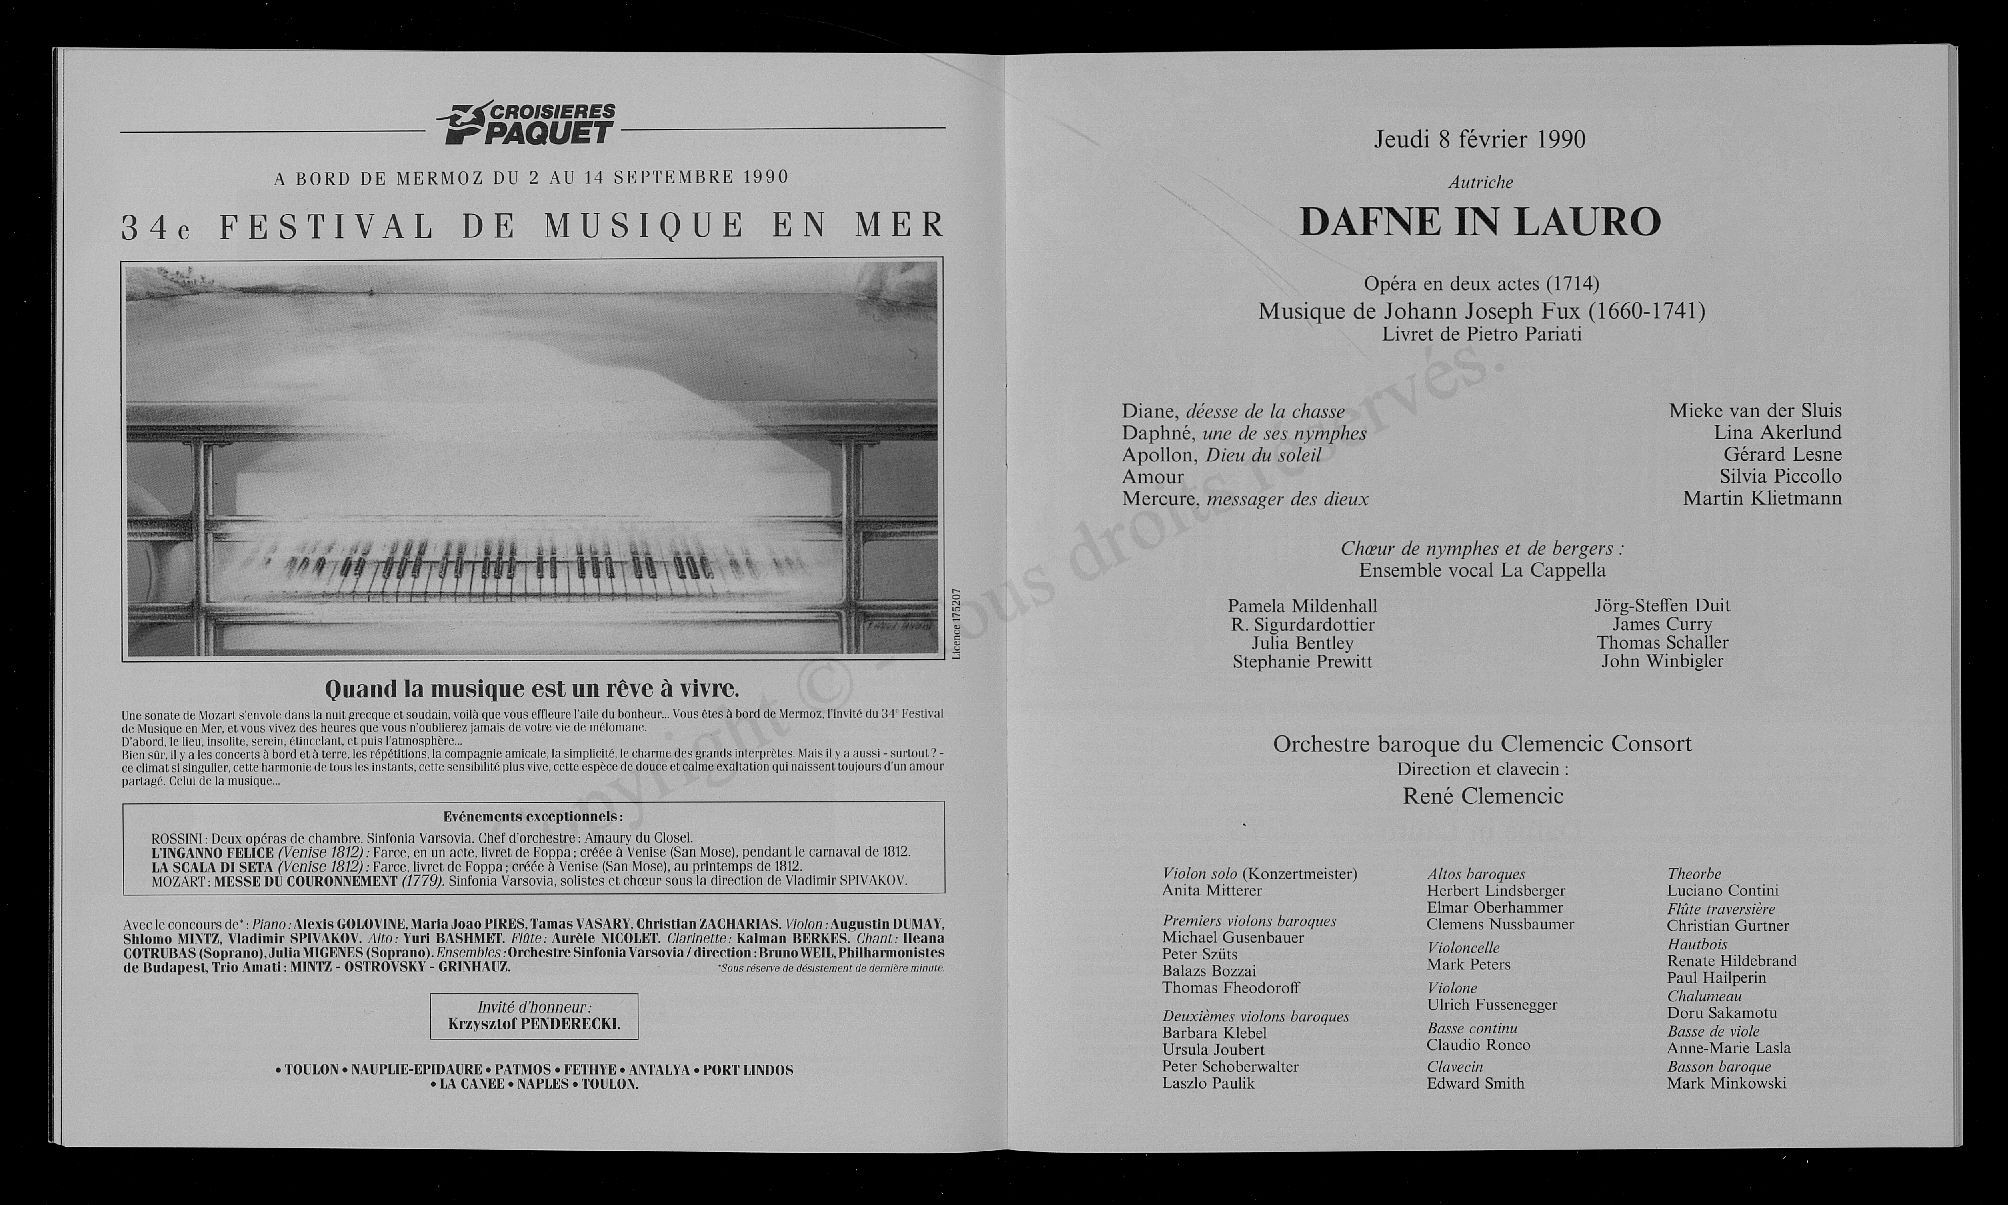 CROISIERES
PAQUET
A BORD DE MERMOZ DU 2 AU 14 SEPTEMBRE 1990
34e FESTIVAL DE MUSIQUE EN MER
Licence 175207
Quand la musique est un rêve à vivre.
Une sonate de Mozart s'envole dans la nuit grecque et soudain, voilà que vous effleure l'aile du bonheur... Vous êtes à bord de Mermoz, l'invité du 34e Festival
de Musique en Mer, et vous vivez des heures que vous n'oublierez jamais de votre vie de mélomane.
D'abord, le lieu, insolite, serein, étincelant, et puis l'atmosphère...
Bien sûr, il y a les concerts à bord et à terre, les répétitions, la compagnie amicale, la simplicité, le charme des grands interprètes. Mais il y a aussi - surtout ? -
ce climat si singulier, cette harmonie de tous les instants, cette sensibilité plus vive, cette espèce de douce et calme exaltation qui naissent toujours d'un amour
partagé. Celui de la musique...
Evénements exceptionnels :
ROSSINI : Deux opéras de chambre. Sinfonia Varsovia. Chef d'orchestre : Amaury du Closel.
L'INGANNO FELICE (Venise 1812) : Farce, en un acte, livret de Foppa ; créée à Venise (San Mose), pendant le carnaval de 1812.
LA SCALA DI SETA (Venise 1812) : Farce, livret de Foppa ; créée à Venise (San Mose), au printemps de 1812.
MOZART : MESSE DU COURONNEMENT (1779). Sinfonia Varsovia, solistes et chœur sous la direction de Vladimir SPIVAKOV.
Avec le concours de* : Piano : Alexis GOLOVINE, Maria Joao PIRES, Tamas VASARY, Christian ZACHARIAS. Violon : Augustin DUMAY,
Shlomo MINTZ, Vladimir SPIVAKOV. Alto : Yuri BASHMET. Flûte : Aurèle NICOLET. Clarinette : Kalman BERKES. Chant : Ileana
COTRUBAS (Soprano), Julia MIGENES (Soprano). Ensembles : Orchestre Sinfonia Varsovia / direction : Bruno WEIL, Philharmonistes
de Budapest, Trio Amati : MINTZ - OSTROVSKY - GRINHAUZ.
*Sous réserve de désistement de dernière minute.
Invité d'honneur :
Krzysztof PENDERECKI.
• TOULON • NAUPLIE-EPIDAURE • PATMOS • FETHYE • ANTALYA • PORT LINDOS
• LA CANEE • NAPLES • TOULON.
Jeudi 8 février 1990
Autriche
DAFNE IN LAURO
Opéra en deux actes (1714)
Musique de Johann Joseph Fux (1660-1741)
Livret de Pietro Pariati
Diane, déesse de la chasse Mieke van der Sluis
Daphné, une de ses nymphes Lina Akerlund
Apollon, Dieu du soleil Gérard Lesne
Amour Silvia Piccollo
Mercure, messager des dieux Martin Klietmann
Chœur de nymphes et de bergers :
Ensemble vocal La Cappella
Pamela Mildenhall
R. Sigurdardottier
Julia Bentley
Stephanie Prewitt
Jörg-Steffen Duit
James Curry
Thomas Schaller
John Winbigler
Orchestre baroque du Clemencic Consort
Direction et clavecin :
René Clemencic
Violon solo (Konzertmeister)
Anita Mitterer
Premiers violons baroques
Michael Gusenbauer
Peter Szüts
Balazs Bozzai
Thomas Fheodoroff
Deuxièmes violons baroques
Barbara Klebel
Ursula Joubert
Peter Schoberwalter
Laszlo Paulik
Altos baroques
Herbert Lindsberger
Elmar Oberhammer
Clemens Nussbaumer
Violoncelle
Mark Peters
Violone
Ulrich Fussenegger
Basse continu
Claudio Ronco
Clavecin
Edward Smith
Theorbe
Luciano Contini
Flûte traversière
Christian Gurtner
Hautbois
Renate Hildebrand
Paul Hailperin
Chalumeau
Doru Sakamotu
Basse de viole
Anne-Marie Lasla
Basson baroque
Mark Minkowski
Copyright © Tous droits réservés.